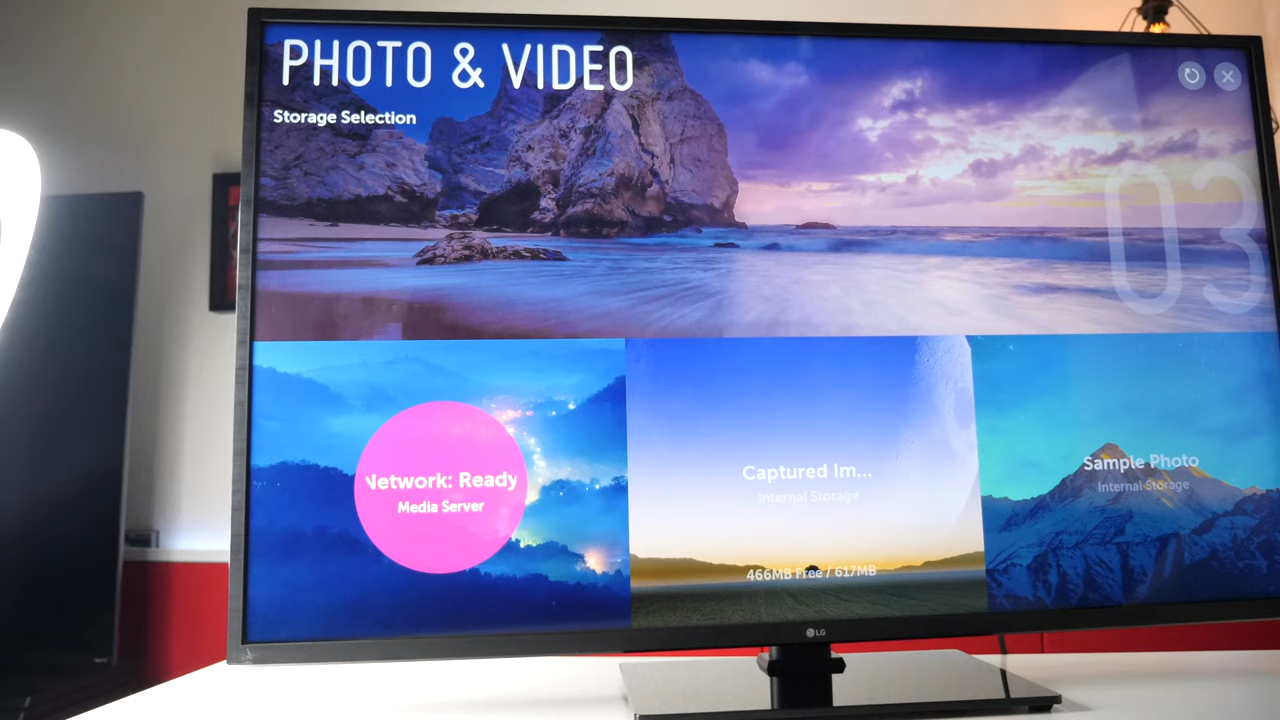 PHOTO & VIDEO
Storage Selection
03
Network: Ready
Media Server
Captured Im...
Internal Storage
466MB Free / 617MB
Sample Photo
Internal Storage
LG